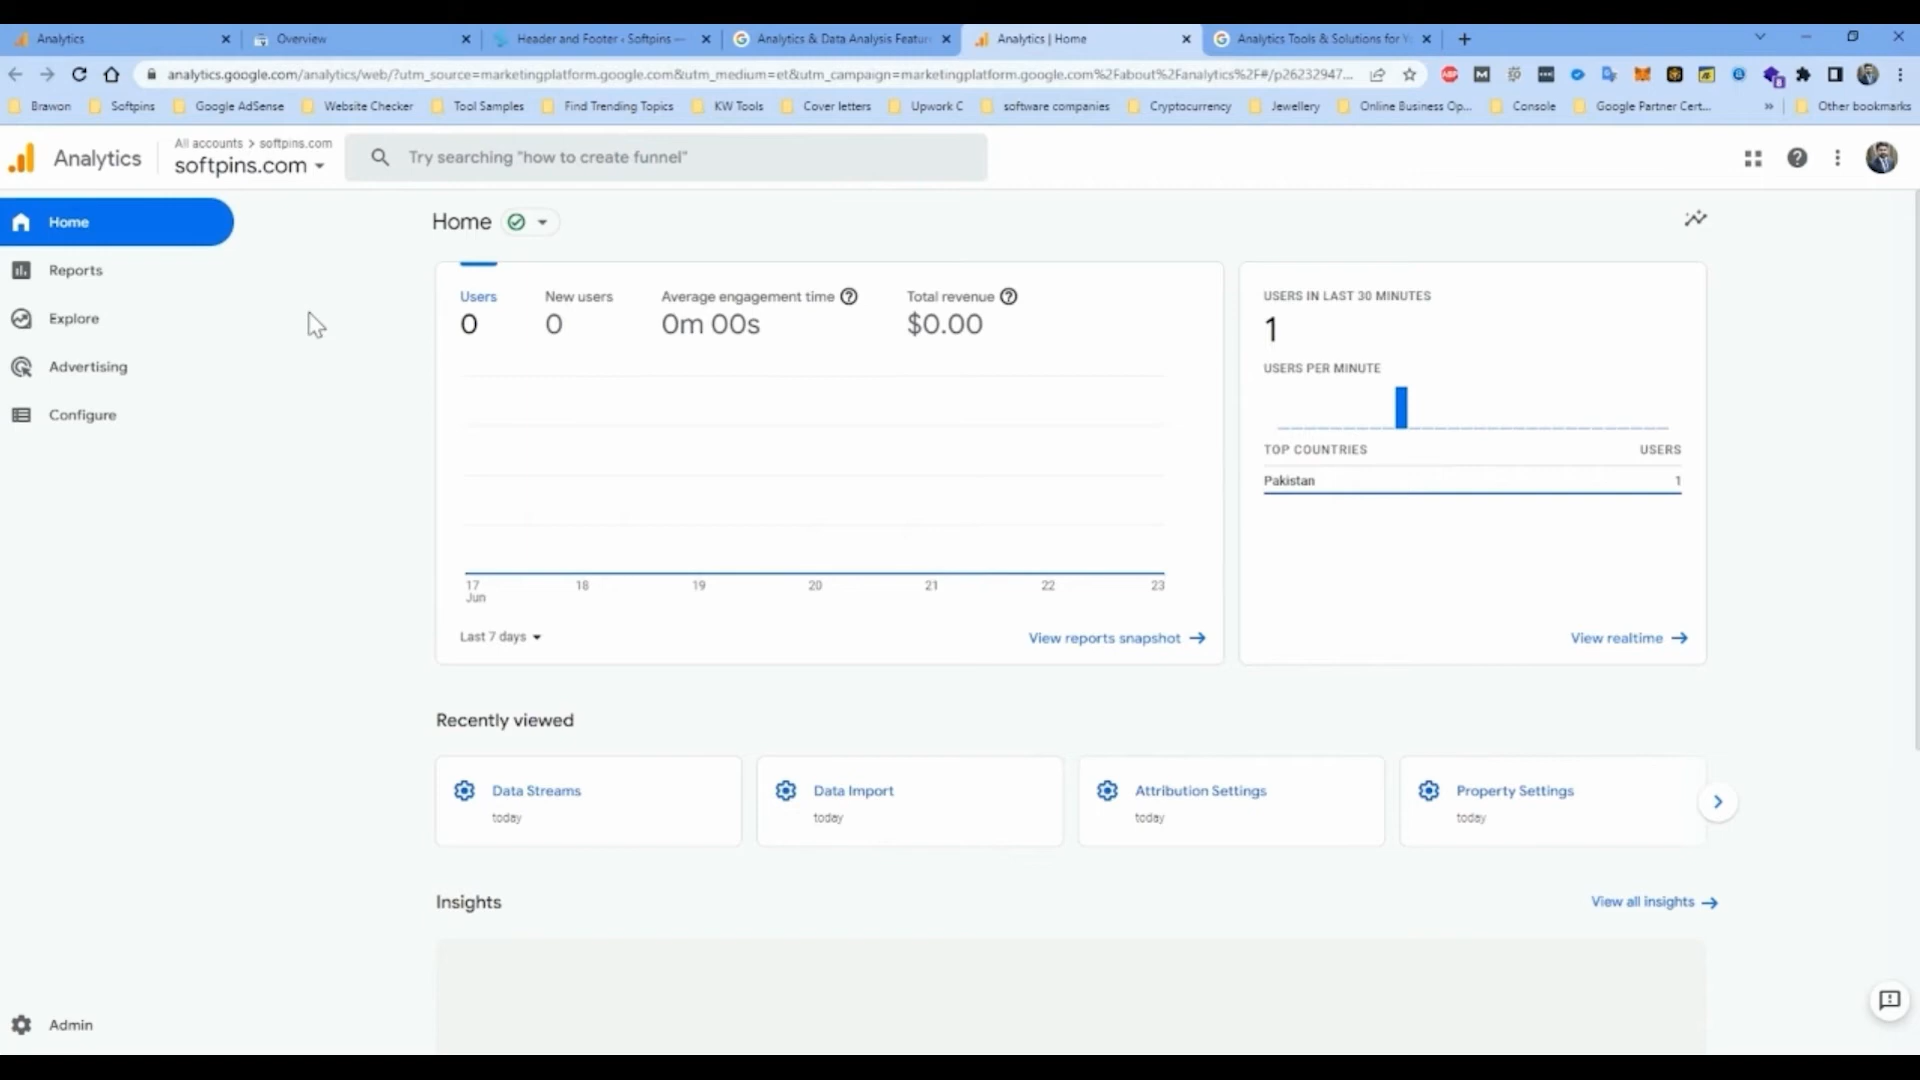 Analytics
Overview
Header and Footer ‹ Softpins —
Analytics & Data Analysis Featur
Analytics | Home
Analytics Tools & Solutions for Y
analytics.google.com/analytics/web/?utm_source=marketingplatform.google.com&utm_medium=et&utm_campaign=marketingplatform.google.com%2Fabout%2Fanalytics%2F#/p26232947...
Brawon
Softpins
Google AdSense
Website Checker
Tool Samples
Find Trending Topics
KW Tools
Cover letters
Upwork C
software companies
Cryptocurrency
Jewellery
Online Business Op...
Console
Google Partner Cert...
»
Other bookmarks
Analytics
All accounts > softpins.com
softpins.com
Try searching "how to create funnel"
Home
Reports
Explore
Advertising
Configure
Admin
Home
Users
0
New users
0
Average engagement time
0m 00s
Total revenue
$0.00
17
Jun
18
19
20
21
22
23
Last 7 days
View reports snapshot
USERS IN LAST 30 MINUTES
1
USERS PER MINUTE
TOP COUNTRIES USERS
Pakistan 1
View realtime
Recently viewed
Data Streams
today
Data Import
today
Attribution Settings
today
Property Settings
today
Insights
View all insights